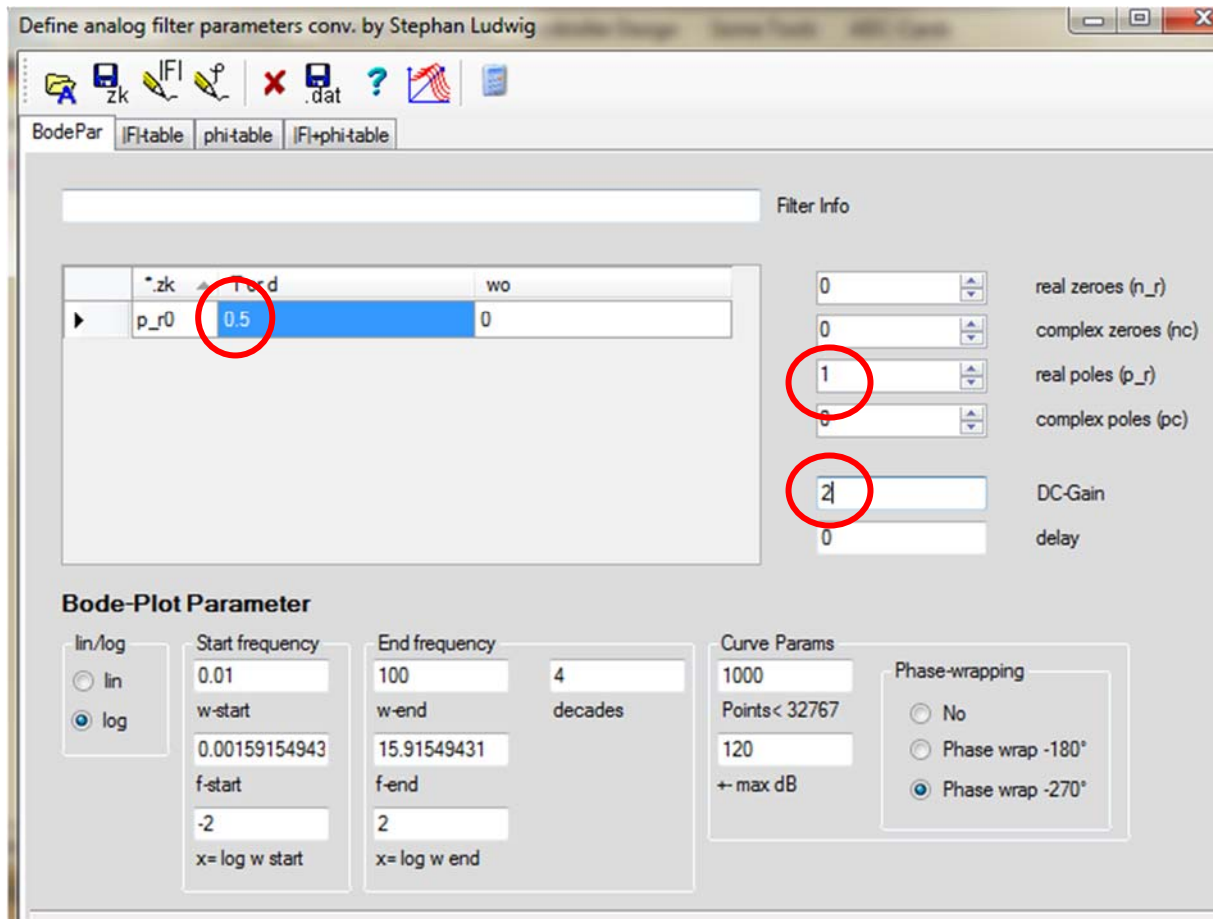 Define analog filter parameters conv. by Stephan Ludwig
zk |F| φ .dat ?
BodePar |F|-table phi-table |F|+phi-table
Filter Info
*.zk T or d wo
p_r0 0.5 0
0 real zeroes (n_r)
0 complex zeroes (nc)
1 real poles (p_r)
0 complex poles (pc)
2 DC-Gain
0 delay
Bode-Plot Parameter
lin/log
lin
log
Start frequency
0.01
w-start
0.00159154943
f-start
-2
x= log w start
End frequency
100
w-end
15.91549431
f-end
2
x= log w end
4
decades
Curve Params
1000
Points< 32767
120
+- max dB
Phase-wrapping
No
Phase wrap -180°
Phase wrap -270°